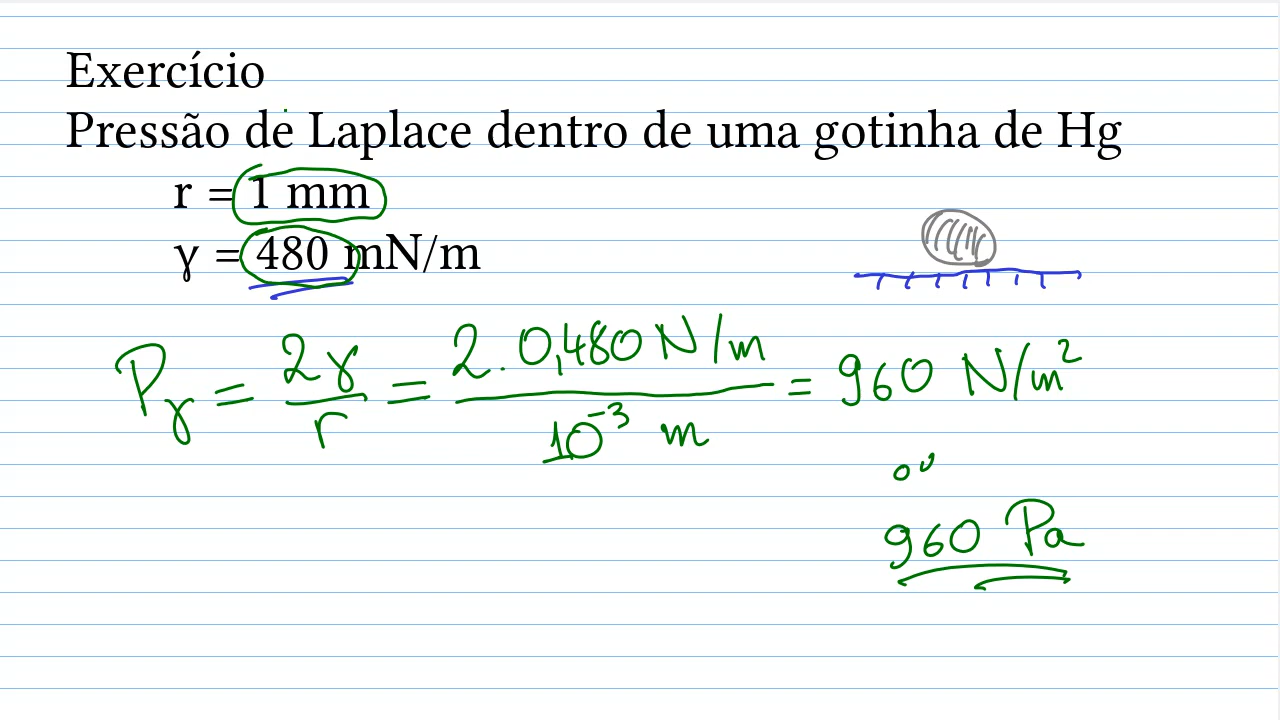 Exercício
Pressão de Laplace dentro de uma gotinha de Hg
r = 1 mm
γ = 480 mN/m
Pγ = 2γ/r = 2 . 0,480 N/m / 10⁻³ m = 960 N/m²
ou
960 Pa